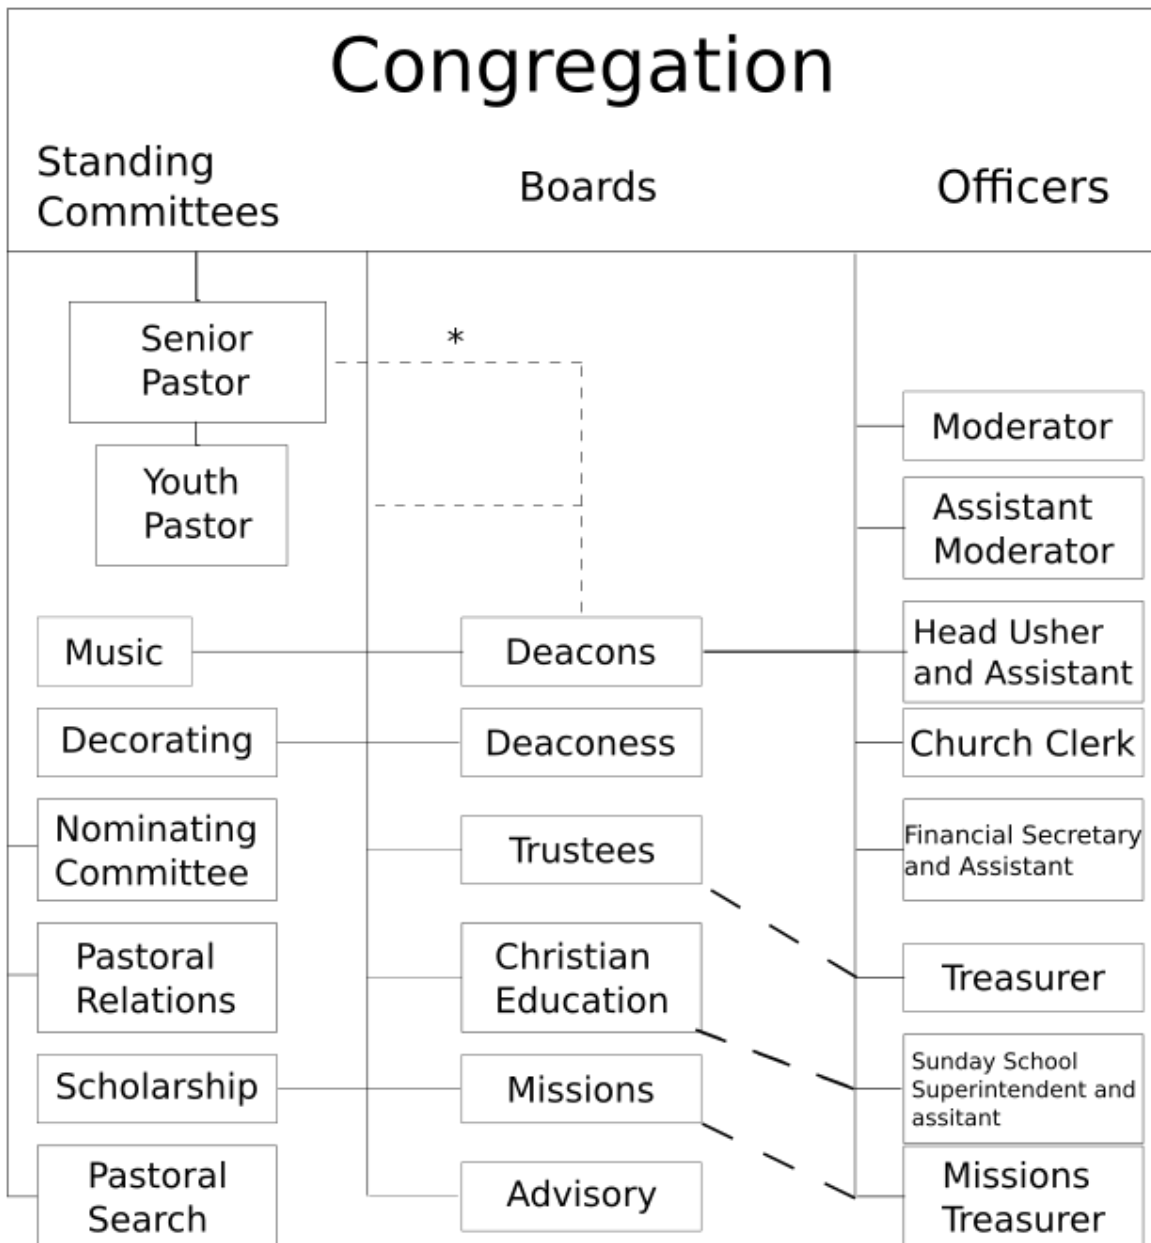 Congregation
Standing
Committees
Boards
Officers
Senior
Pastor
*
Youth
Pastor
Moderator
Assistant
Moderator
Music
Deacons
Head Usher
and Assistant
Decorating
Deaconess
Church Clerk
Nominating
Committee
Trustees
Financial Secretary
and Assistant
Pastoral
Relations
Christian
Education
Treasurer
Scholarship
Missions
Sunday School
Superintendent and
assitant
Pastoral
Search
Advisory
Missions
Treasurer